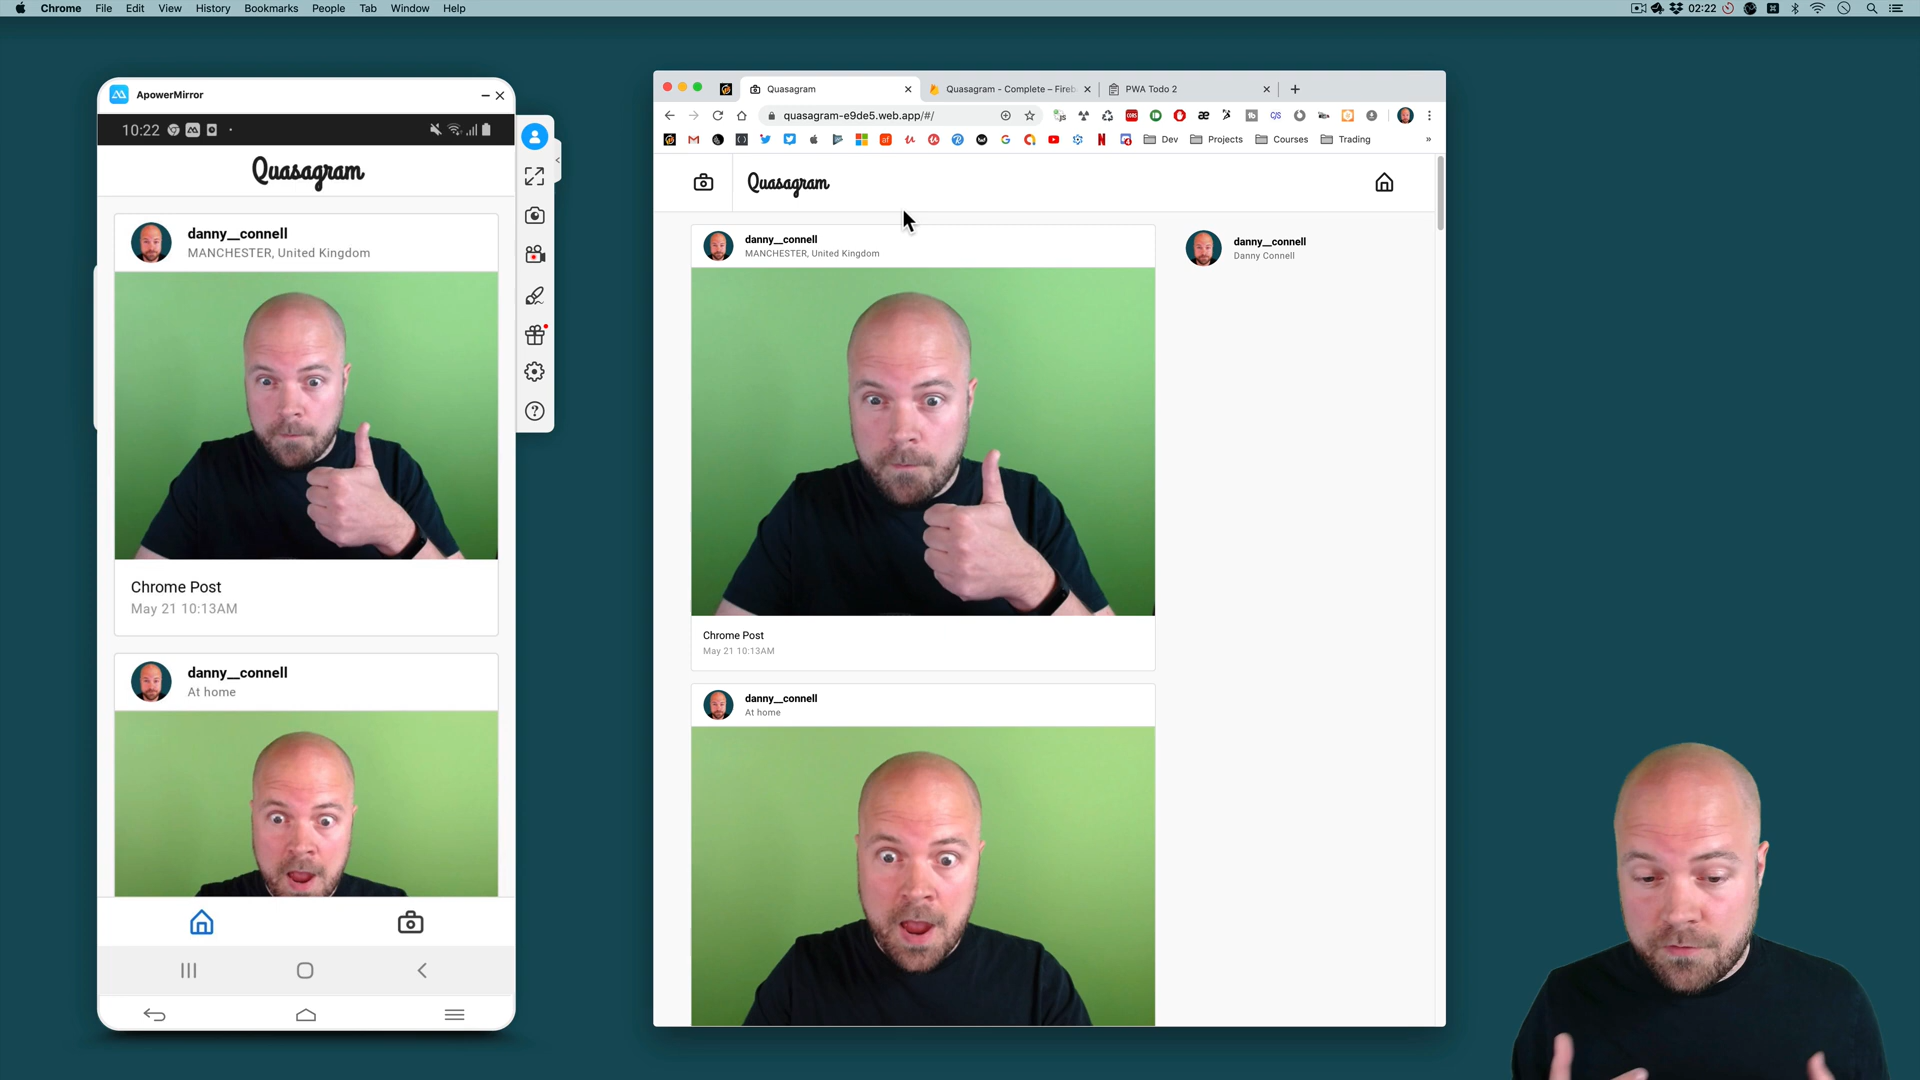 Chrome File Edit View History Bookmarks People Tab Window Help 02:22
ApowerMirror
10:22
Quasagram
danny__connell
MANCHESTER, United Kingdom
Chrome Post
May 21 10:13AM
danny__connell
At home
Quasagram
Quasagram - Complete – Fireb
PWA Todo 2
quasagram-e9de5.web.app/#/
Dev Projects Courses Trading »
Quasagram
danny__connell
MANCHESTER, United Kingdom
danny__connell
Danny Connell
Chrome Post
May 21 10:13AM
danny__connell
At home